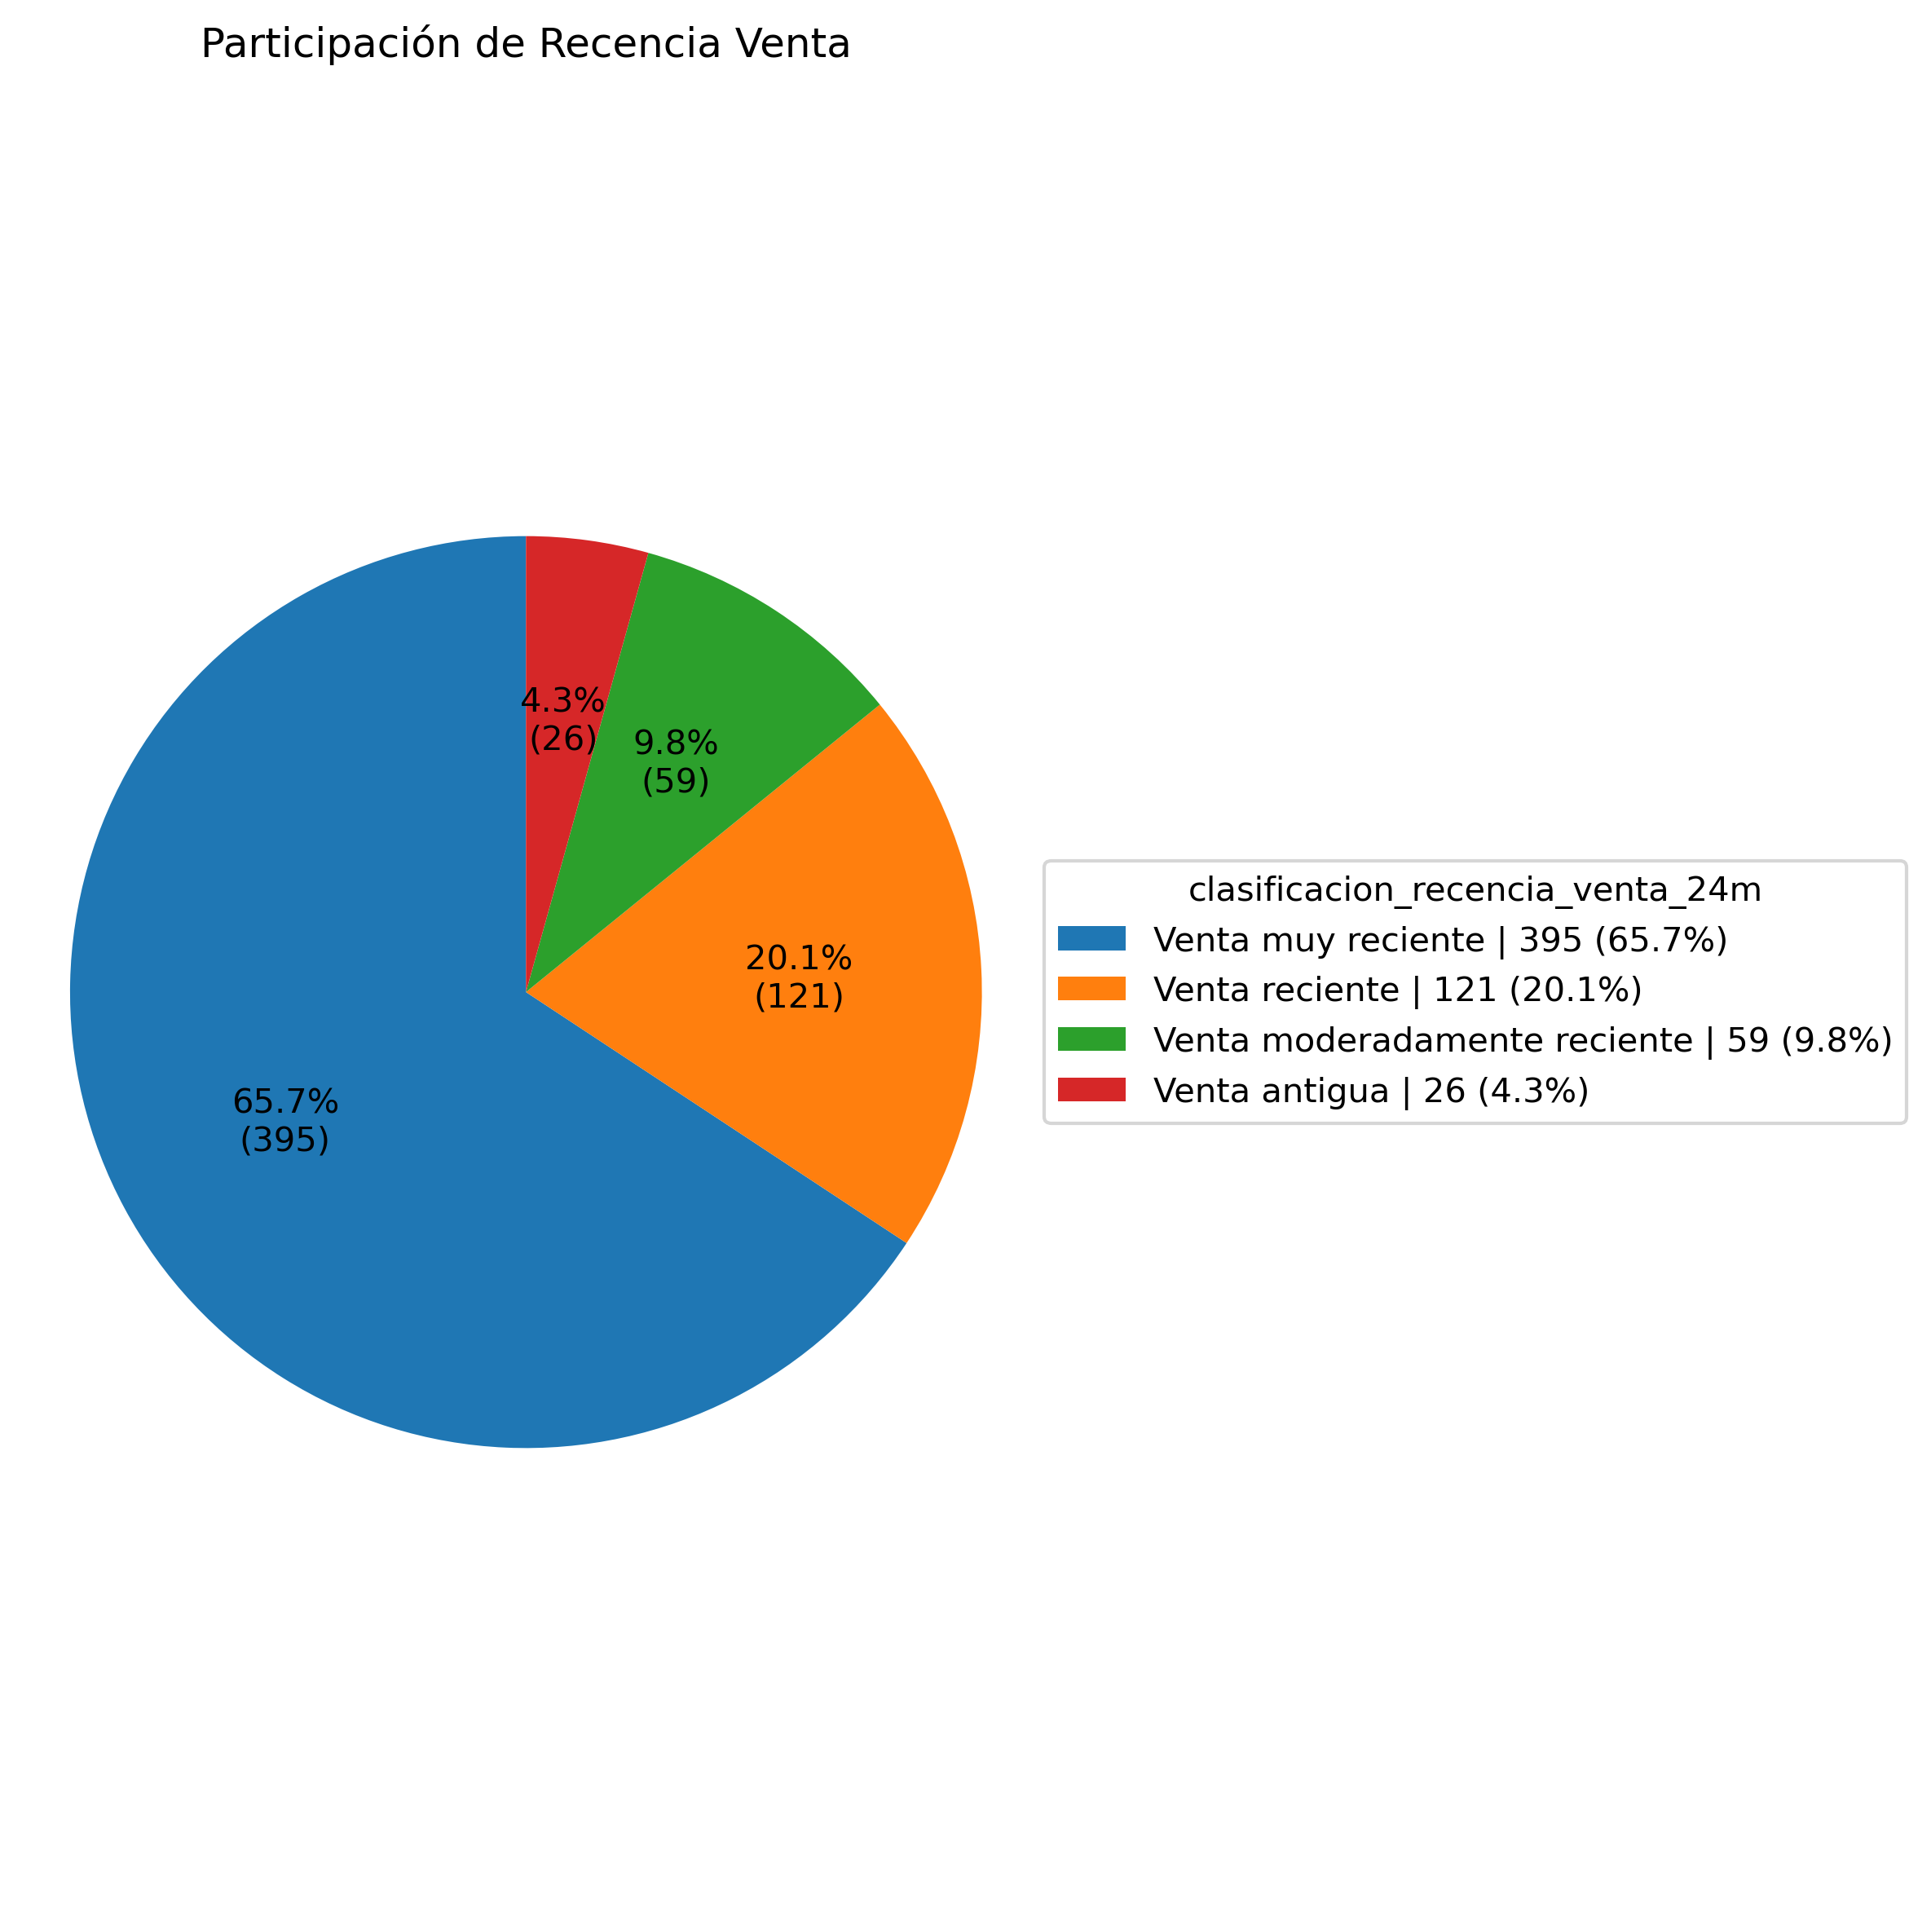 Participación de Recencia Venta
4.3%
(26)
9.8%
(59)
20.1%
(121)
65.7%
(395)
clasificacion_recencia_venta_24m
Venta muy reciente | 395 (65.7%)
Venta reciente | 121 (20.1%)
Venta moderadamente reciente | 59 (9.8%)
Venta antigua | 26 (4.3%)